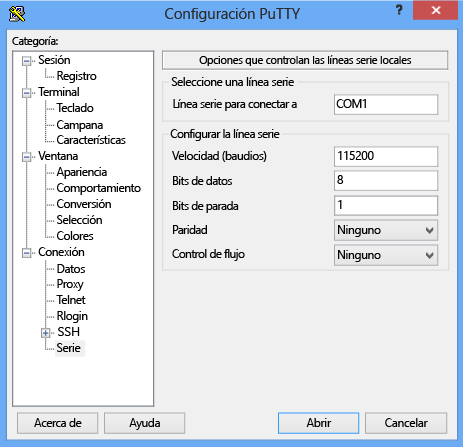 Configuración PuTTY
?
Categoría:
Sesión
Registro
Terminal
Teclado
Campana
Características
Ventana
Apariencia
Comportamiento
Conversión
Selección
Colores
Conexión
Datos
Proxy
Telnet
Rlogin
SSH
Serie
Opciones que controlan las líneas serie locales
Seleccione una línea serie
Línea serie para conectar a COM1
Configurar la línea serie
Velocidad (baudios) 115200
Bits de datos 8
Bits de parada 1
Paridad Ninguno
Control de flujo Ninguno
Acerca de Ayuda Abrir Cancelar